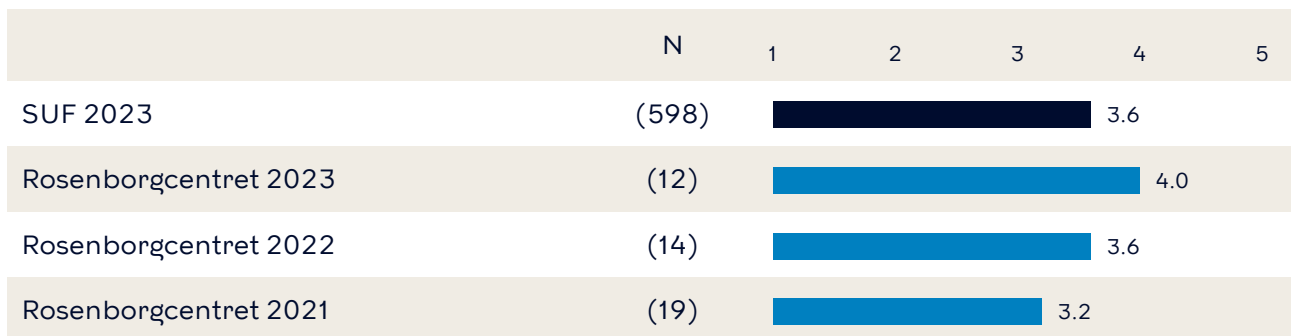 N 1 2 3 4 5
SUF 2023 (598) 3.6
Rosenborgcentret 2023 (12) 4.0
Rosenborgcentret 2022 (14) 3.6
Rosenborgcentret 2021 (19) 3.2